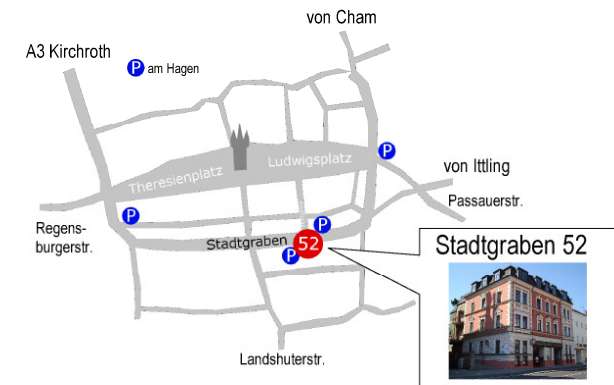 von Cham
A3 Kirchroth
P am Hagen
P
Ludwigsplatz
Theresienplatz
von Ittling
Passauerstr.
P
P
Regens-
burgerstr.
Stadtgraben
52
P
Stadtgraben 52
Landshuterstr.